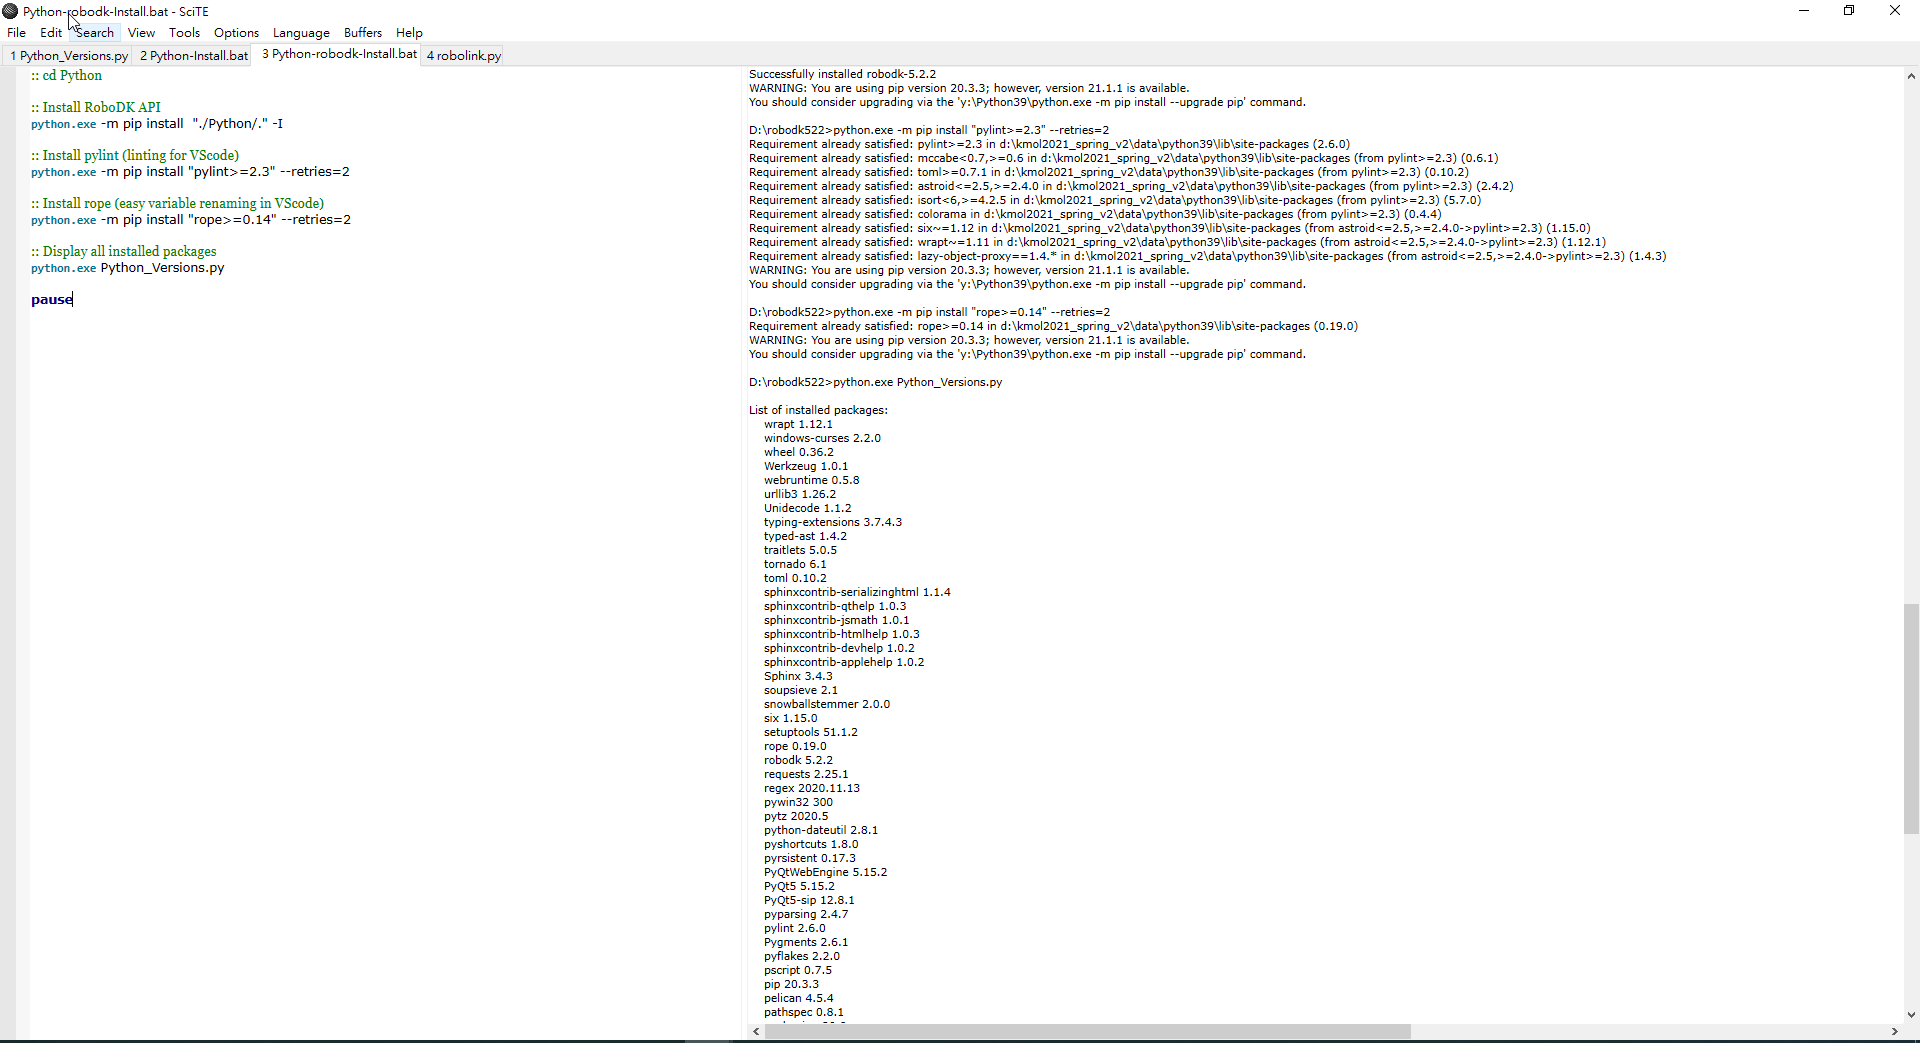 Python-robodk-Install.bat - SciTE
File Edit Search View Tools Options Language Buffers Help
1 Python_Versions.py 2 Python-Install.bat 3 Python-robodk-Install.bat 4 robolink.py
:: cd Python
:: Install RoboDK API
python.exe -m pip install  "./Python/." -I
:: Install pylint (linting for VScode)
python.exe -m pip install "pylint>=2.3" --retries=2
:: Install rope (easy variable renaming in VScode)
python.exe -m pip install "rope>=0.14" --retries=2
:: Display all installed packages
python.exe Python_Versions.py
pause
Successfully installed robodk-5.2.2
WARNING: You are using pip version 20.3.3; however, version 21.1.1 is available.
You should consider upgrading via the 'y:\Python39\python.exe -m pip install --upgrade pip' command.
D:\robodk522>python.exe -m pip install "pylint>=2.3" --retries=2
Requirement already satisfied: pylint>=2.3 in d:\kmol2021_spring_v2\data\python39\lib\site-packages (2.6.0)
Requirement already satisfied: mccabe<0.7,>=0.6 in d:\kmol2021_spring_v2\data\python39\lib\site-packages (from pylint>=2.3) (0.6.1)
Requirement already satisfied: toml>=0.7.1 in d:\kmol2021_spring_v2\data\python39\lib\site-packages (from pylint>=2.3) (0.10.2)
Requirement already satisfied: astroid<=2.5,>=2.4.0 in d:\kmol2021_spring_v2\data\python39\lib\site-packages (from pylint>=2.3) (2.4.2)
Requirement already satisfied: isort<6,>=4.2.5 in d:\kmol2021_spring_v2\data\python39\lib\site-packages (from pylint>=2.3) (5.7.0)
Requirement already satisfied: colorama in d:\kmol2021_spring_v2\data\python39\lib\site-packages (from pylint>=2.3) (0.4.4)
Requirement already satisfied: six~=1.12 in d:\kmol2021_spring_v2\data\python39\lib\site-packages (from astroid<=2.5,>=2.4.0->pylint>=2.3) (1.15.0)
Requirement already satisfied: wrapt~=1.11 in d:\kmol2021_spring_v2\data\python39\lib\site-packages (from astroid<=2.5,>=2.4.0->pylint>=2.3) (1.12.1)
Requirement already satisfied: lazy-object-proxy==1.4.* in d:\kmol2021_spring_v2\data\python39\lib\site-packages (from astroid<=2.5,>=2.4.0->pylint>=2.3) (1.4.3)
WARNING: You are using pip version 20.3.3; however, version 21.1.1 is available.
You should consider upgrading via the 'y:\Python39\python.exe -m pip install --upgrade pip' command.
D:\robodk522>python.exe -m pip install "rope>=0.14" --retries=2
Requirement already satisfied: rope>=0.14 in d:\kmol2021_spring_v2\data\python39\lib\site-packages (0.19.0)
WARNING: You are using pip version 20.3.3; however, version 21.1.1 is available.
You should consider upgrading via the 'y:\Python39\python.exe -m pip install --upgrade pip' command.
D:\robodk522>python.exe Python_Versions.py
List of installed packages:
wrapt 1.12.1
windows-curses 2.2.0
wheel 0.36.2
Werkzeug 1.0.1
webruntime 0.5.8
urllib3 1.26.2
Unidecode 1.1.2
typing-extensions 3.7.4.3
typed-ast 1.4.2
traitlets 5.0.5
tornado 6.1
toml 0.10.2
sphinxcontrib-serializinghtml 1.1.4
sphinxcontrib-qthelp 1.0.3
sphinxcontrib-jsmath 1.0.1
sphinxcontrib-htmlhelp 1.0.3
sphinxcontrib-devhelp 1.0.2
sphinxcontrib-applehelp 1.0.2
Sphinx 3.4.3
soupsieve 2.1
snowballstemmer 2.0.0
six 1.15.0
setuptools 51.1.2
rope 0.19.0
robodk 5.2.2
requests 2.25.1
regex 2020.11.13
pywin32 300
pytz 2020.5
python-dateutil 2.8.1
pyshortcuts 1.8.0
pyrsistent 0.17.3
PyQtWebEngine 5.15.2
PyQt5 5.15.2
PyQt5-sip 12.8.1
pyparsing 2.4.7
pylint 2.6.0
Pygments 2.6.1
pyflakes 2.2.0
pscript 0.7.5
pip 20.3.3
pelican 4.5.4
pathspec 0.8.1